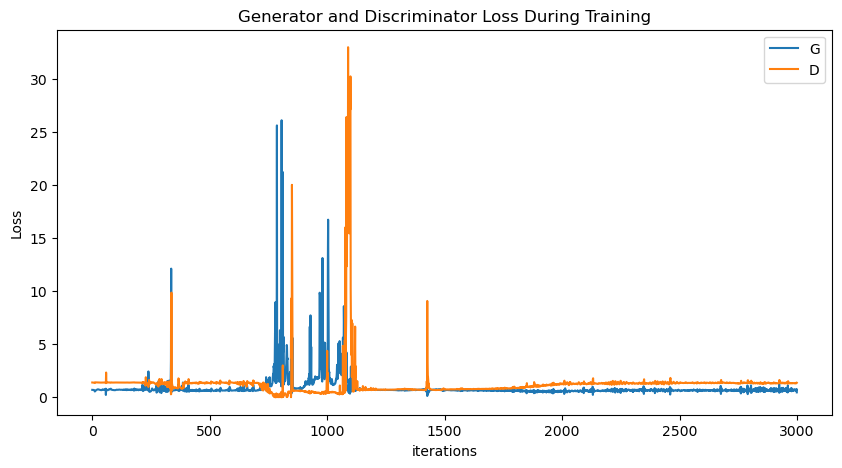 Generator and Discriminator Loss During Training
G
D
30
25
20
15
10
5
0
Loss
0 500 1000 1500 2000 2500 3000
iterations